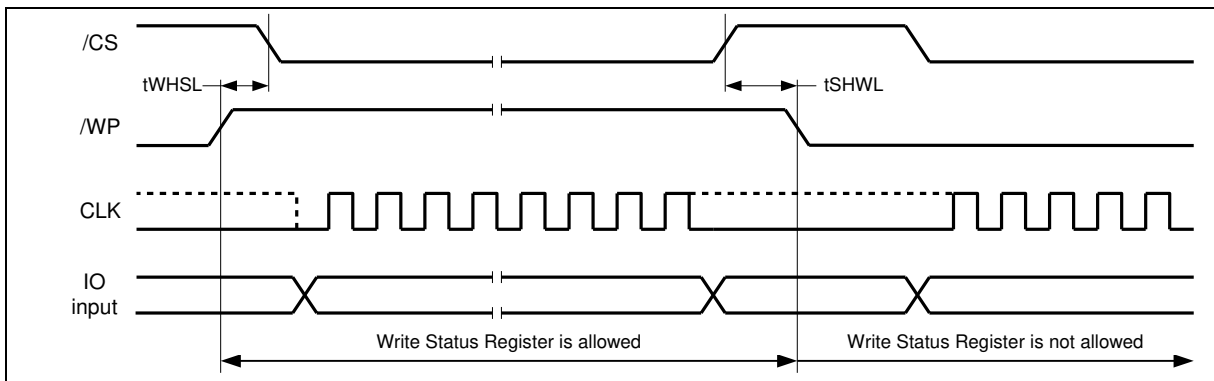 /CS
tWHSL
tSHWL
/WP
CLK
IO
input
Write Status Register is allowed
Write Status Register is not allowed